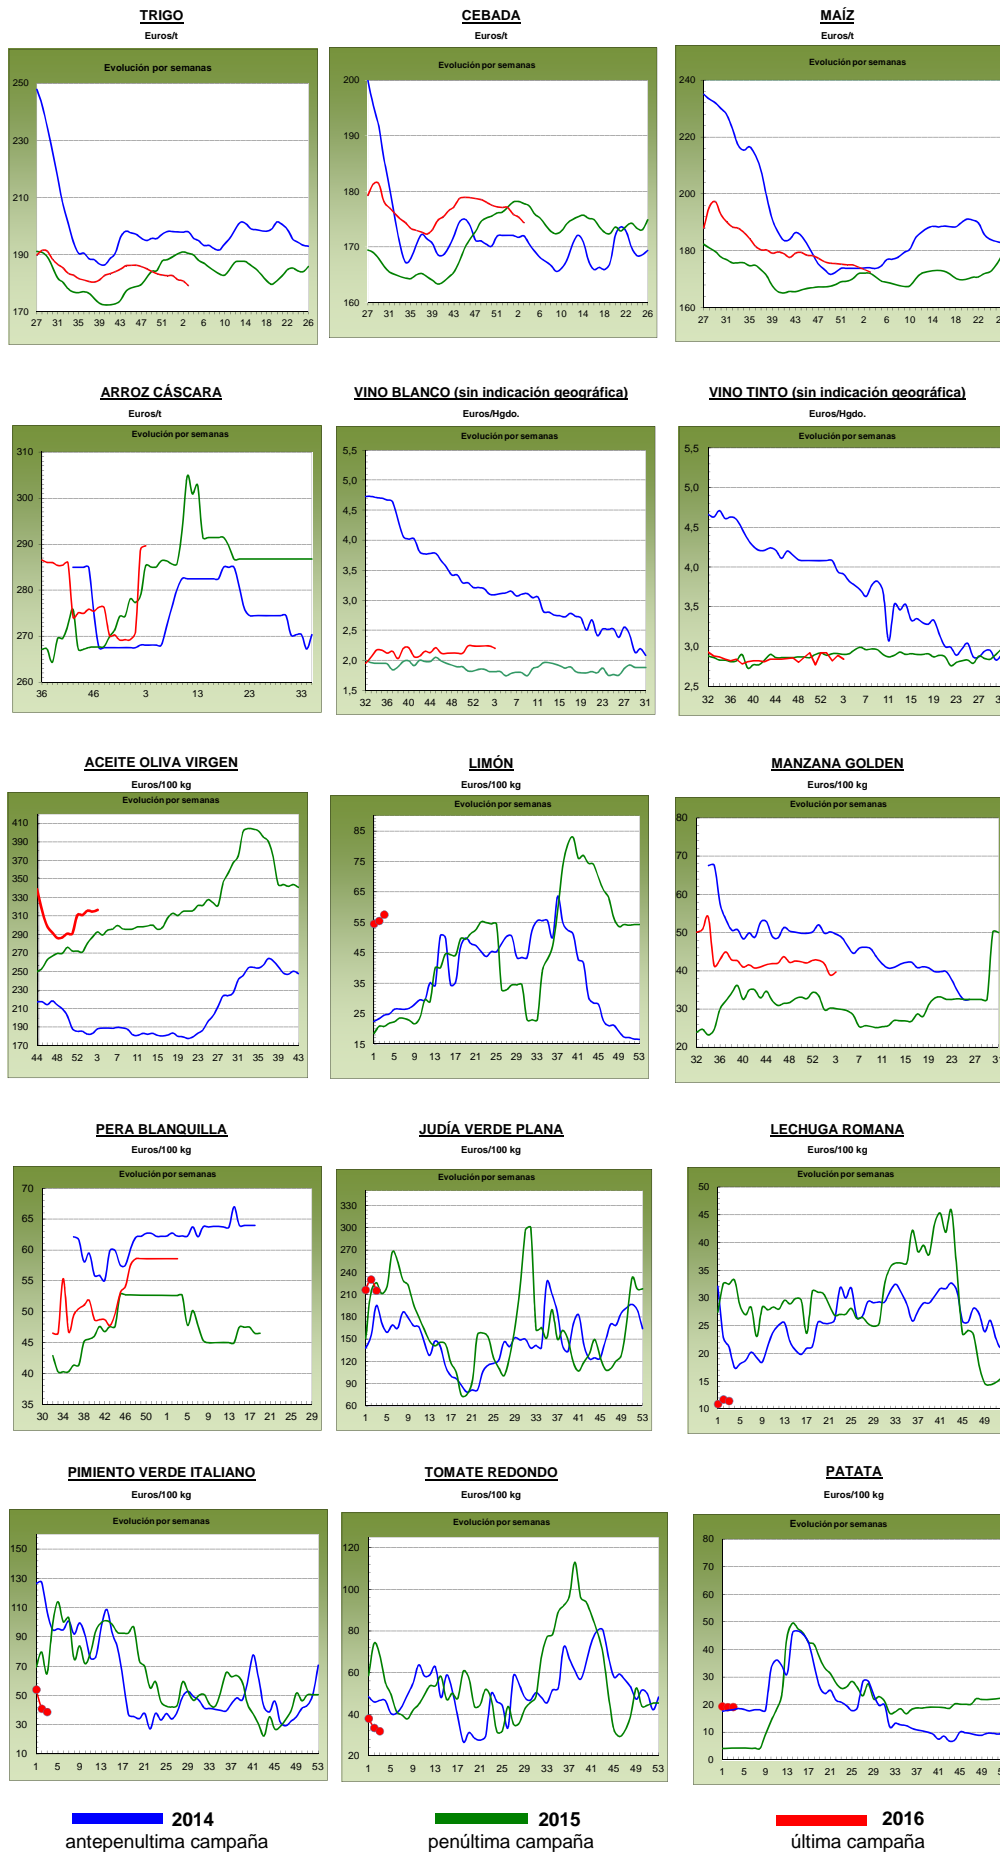 TRIGO
Euros/t
Evolución por semanas
250
230
210
190
170
27 31 35 39 43 47 51 2 6 10 14 18 22 26
CEBADA
Euros/t
Evolución por semanas
200
190
180
170
160
27 31 35 39 43 47 51 2 6 10 14 18 22 26
MAÍZ
Euros/t
Evolución por semanas
240
220
200
180
160
27 31 35 39 43 47 51 2 6 10 14 18 22
ARROZ CÁSCARA
Euros/t
Evolución por semanas
310
300
290
280
270
260
36 46 3 13 23 33
VINO BLANCO (sin indicación geográfica)
Euros/Hgdo.
Evolución por semanas
5,5
5,0
4,5
4,0
3,5
3,0
2,5
2,0
1,5
32 36 40 44 48 52 3 7 11 15 19 23 27 31
VINO TINTO (sin indicación geográfica)
Euros/Hgdo.
Evolución por semanas
5,5
5,0
4,5
4,0
3,5
3,0
2,5
32 36 40 44 48 52 3 7 11 15 19 23 27
ACEITE OLIVA VIRGEN
Euros/100 kg
Evolución por semanas
410
390
370
350
330
310
290
270
250
230
210
190
170
44 48 52 3 7 11 15 19 23 27 31 35 39 43
LIMÓN
Euros/100 kg
Evolución por semanas
85
75
65
55
45
35
25
15
1 5 9 13 17 21 25 29 33 37 41 45 49 53
MANZANA GOLDEN
Euros/100 kg
Evolución por semanas
80
70
60
50
40
30
20
32 36 40 44 48 52 3 7 11 15 19 23 27
PERA BLANQUILLA
Euros/100 kg
Evolución por semanas
70
65
60
55
50
45
40
35
30 34 38 42 46 50 1 5 9 13 17 21 25 29
JUDÍA VERDE PLANA
Euros/100 kg
Evolución por semanas
330
300
270
240
210
180
150
120
90
60
1 5 9 13 17 21 25 29 33 37 41 45 49 53
LECHUGA ROMANA
Euros/100 kg
Evolución por semanas
50
45
40
35
30
25
20
15
10
1 5 9 13 17 21 25 29 33 37 41 45 49
PIMIENTO VERDE ITALIANO
Euros/100 kg
Evolución por semanas
150
130
110
90
70
50
30
10
1 5 9 13 17 21 25 29 33 37 41 45 49 53
TOMATE REDONDO
Euros/100 kg
Evolución por semanas
120
100
80
60
40
20
1 5 9 13 17 21 25 29 33 37 41 45 49 53
PATATA
Euros/100 kg
Evolución por semanas
80
70
60
50
40
30
20
10
0
1 5 9 13 17 21 25 29 33 37 41 45 49
2014
antepenultima campaña
2015
penúltima campaña
2016
última campaña